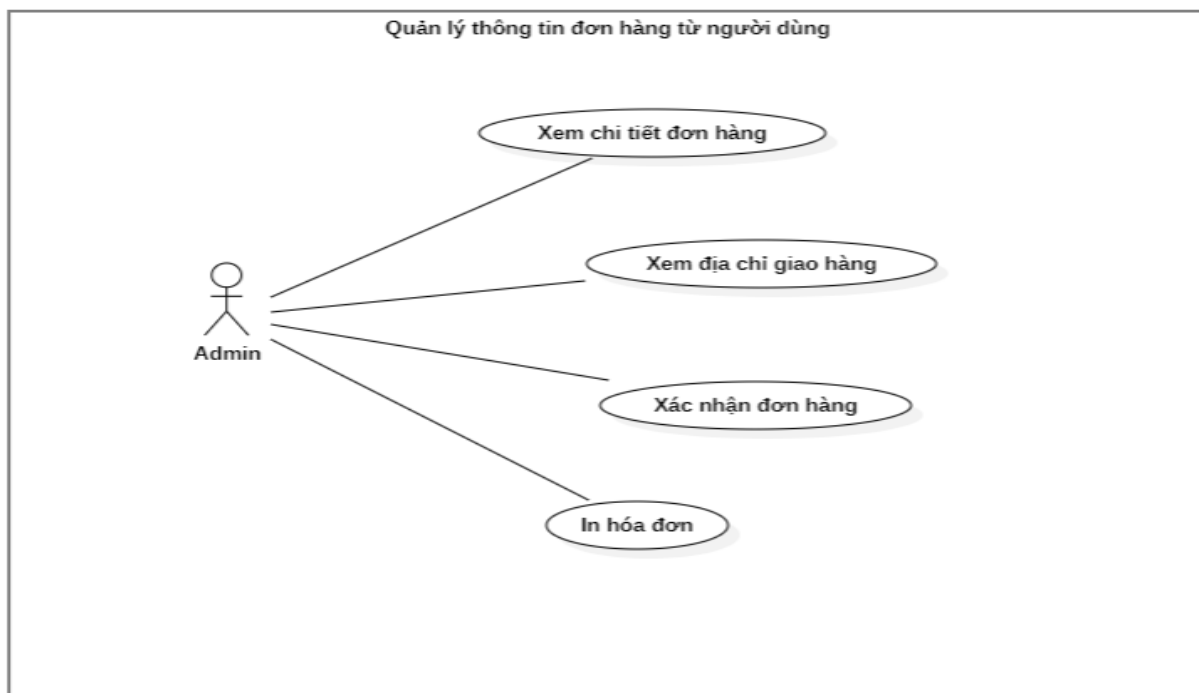 Quản lý thông tin đơn hàng từ người dùng
Xem chi tiết đơn hàng
Xem địa chỉ giao hàng
Admin
Xác nhận đơn hàng
In hóa đơn